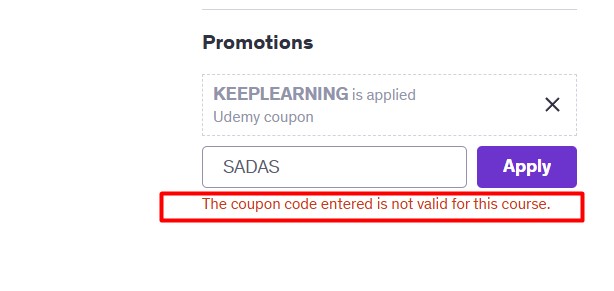 Promotions
KEEPLEARNING is applied
Udemy coupon
SADAS
Apply
The coupon code entered is not valid for this course.